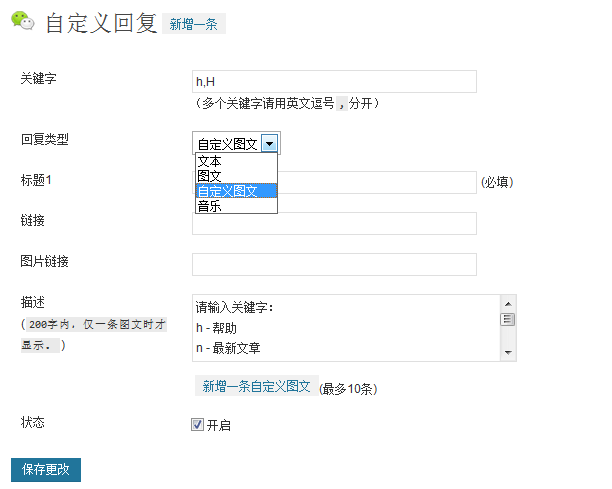 自定义回复 新增一条
关键字 h,H
（多个关键字请用英文逗号 , 分开）
回复类型 自定义图文
文本
图文
标题1 (必填)
自定义图文
音乐
链接
图片链接
描述 请输入关键字：
(200字内，仅一条图文时才 h - 帮助
显示。) n - 最新文章
新增一条自定义图文(最多10条)
状态 开启
保存更改